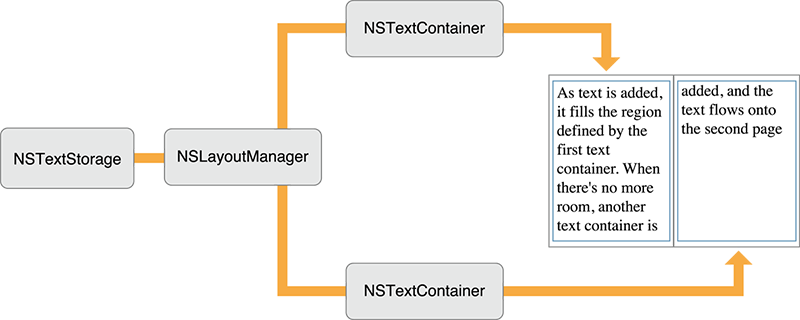 NSTextContainer
NSTextStorage
NSLayoutManager
As text is added,
it fills the region
defined by the
first text
container. When
there's no more
room, another
text container is
added, and the
text flows onto
the second page
NSTextContainer